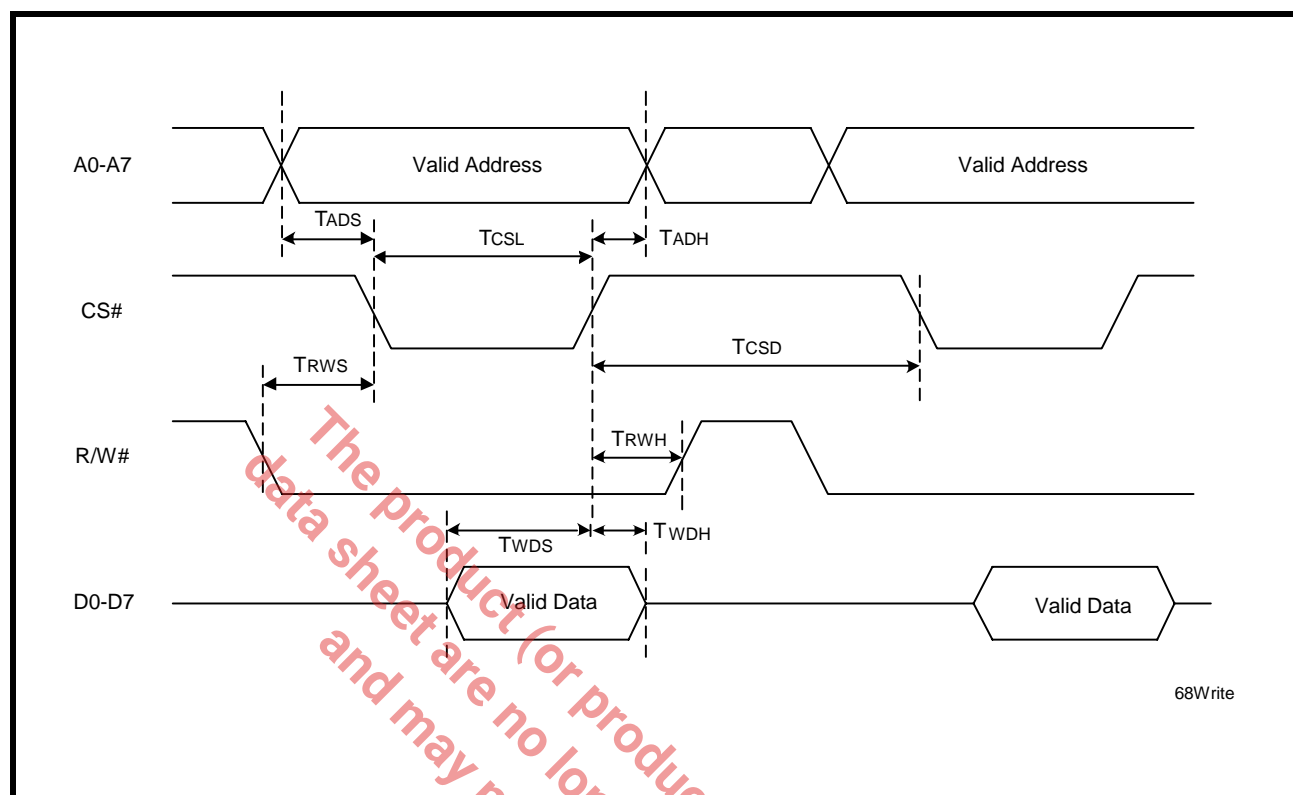 A0-A7
Valid Address
Valid Address
TADS
TCSL
TADH
CS#
TCSD
TRWS
R/W#
TRWH
TWDS
TWDH
D0-D7
Valid Data
Valid Data
68Write
The product (or produc
data sheet are no lon
and may